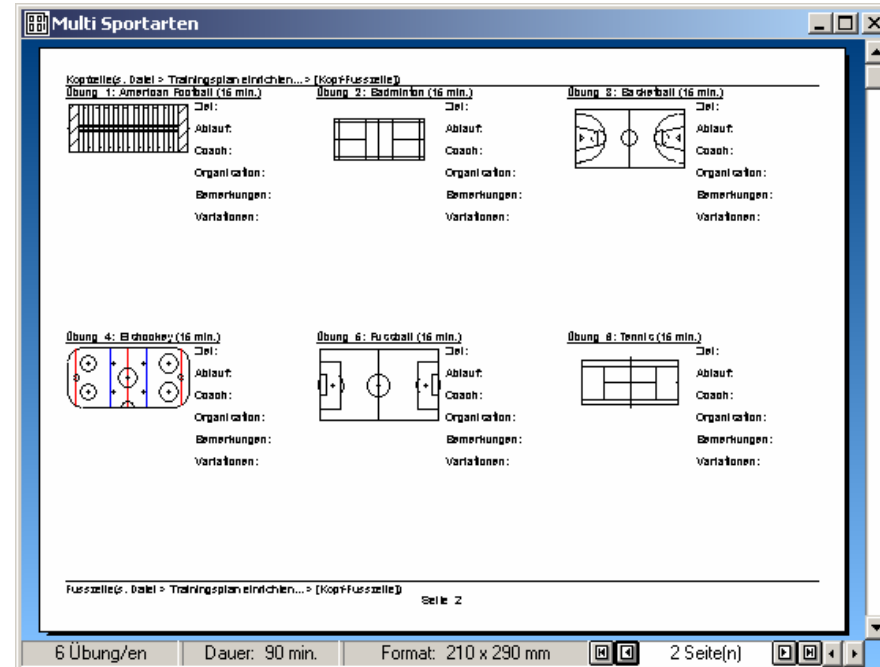 Multi Sportarten
Kopfzeile(s. Datei > Trainingsplan einrichten...> [Kopf-Fusszeile])
Übung 1: American Football (15 min.) Übung 2: Badminton (15 min.) Übung 3: Basketball (15 min.)
Ziel: Ziel: Ziel:
Ablauf: Ablauf: Ablauf:
Coach: Coach: Coach:
Organisation: Organisation: Organisation:
Bemerkungen: Bemerkungen: Bemerkungen:
Variationen: Variationen: Variationen:
Übung 4: Eishockey (15 min.) Übung 5: Fussball (15 min.) Übung 6: Tennis (15 min.)
Ziel: Ziel: Ziel:
Ablauf: Ablauf: Ablauf:
Coach: Coach: Coach:
Organisation: Organisation: Organisation:
Bemerkungen: Bemerkungen: Bemerkungen:
Variationen: Variationen: Variationen:
Fusszeile(s. Datei > Trainingsplan einrichten...> [Kopf-Fusszeile])
Seite 2
6 Übung/en Dauer: 90 min. Format: 210 x 290 mm 2 Seite(n)